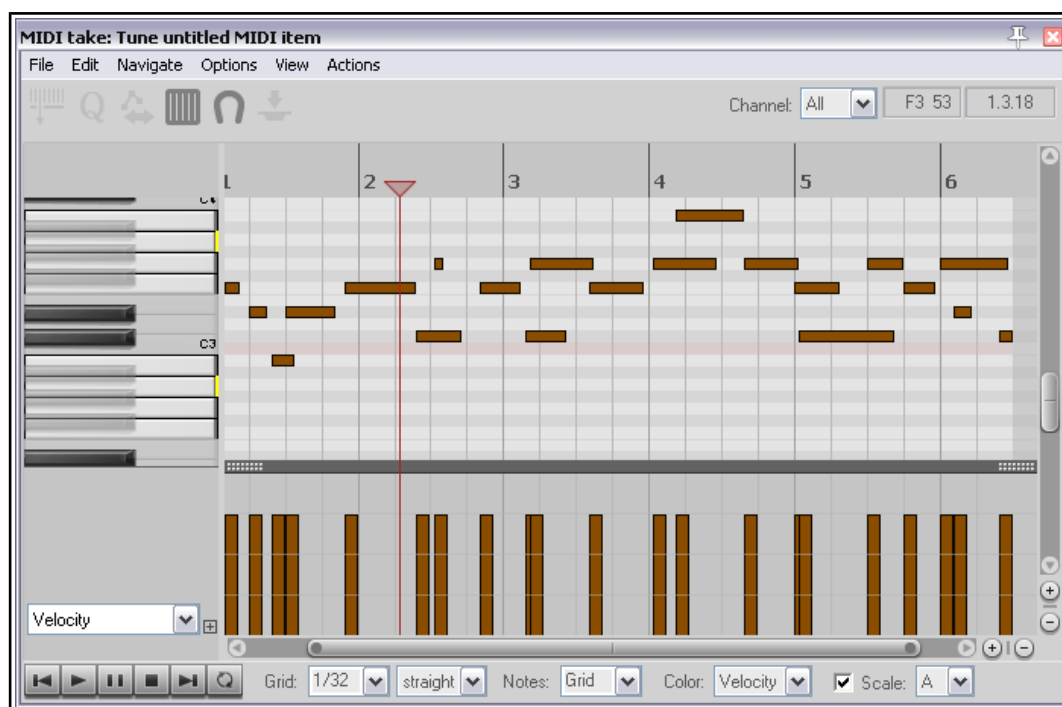 MIDI take: Tune untitled MIDI item
File Edit Navigate Options View Actions
Q Channel: All F3 53 1.3.18
2 3 4 5 6
C3
Velocity
Grid: 1/32 straight Notes: Grid Color: Velocity Scale: A